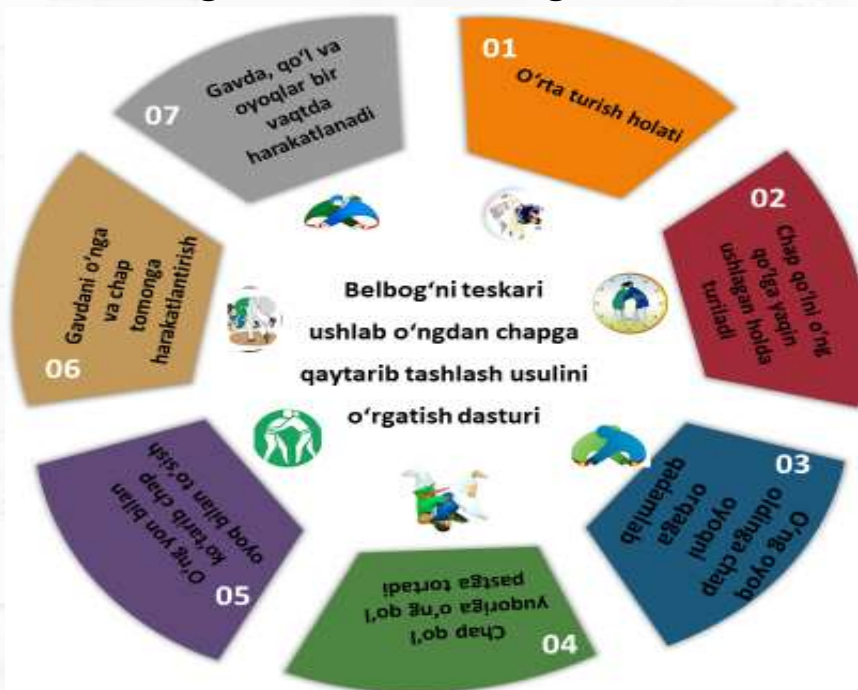 01
O‘rta turish holati
02
Chap qo‘lni o‘ng
qo‘lga yaqin
ushlagan holda
turiladi
03
O‘ng oyoq
oldinga chap
oyoqni
orqaga
qadamlab
04
Chap qo‘l
yuqoriga o‘ng qo‘l
pastga tortadi
05
O‘ng yon bilan
ko‘tarib chap
oyoq bilan to‘sish
06
Gavdani o‘nga
va chap
tomonga
harakatlantirish
07
Gavda, qo‘l va
oyoqlar bir
vaqtda
harakatlanadi
Belbog‘ni teskari
ushlab o‘ngdan chapga
qaytarib tashlash usulini
o‘rgatish dasturi